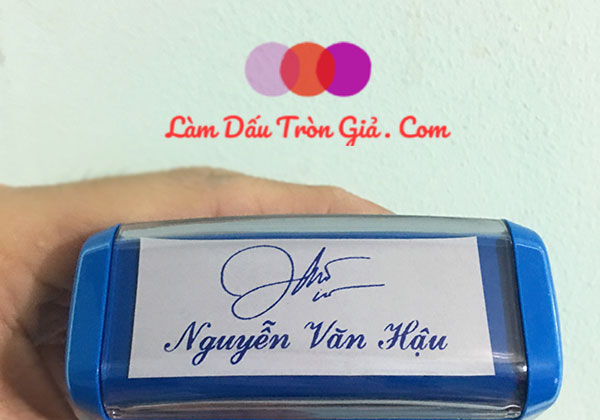 Làm Dấu Tròn Giả . Com
Nguyễn Văn Hậu